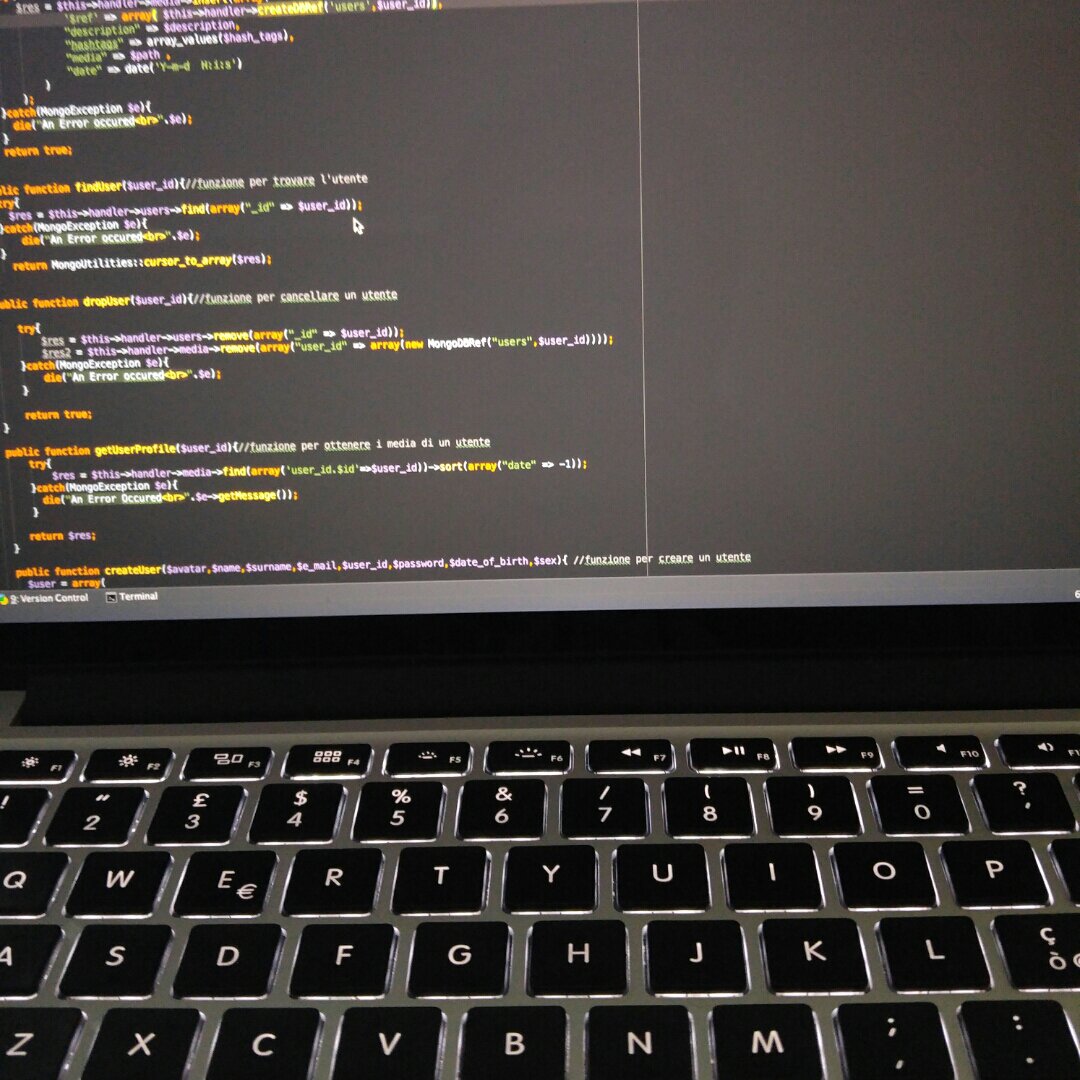 $res = $this->handler->media->insert(array(
'$ref' => array( $this->handler->createDBRef('users',$user_id)),
"description" => $description,
"hashtags" => array_values($hash_tags),
"media" => $path ,
"date" => date('Y-m-d H:i:s')
)
);
}catch(MongoException $e){
die("An Error occured<br>".$e);
}
return true;
public function findUser($user_id){//funzione per trovare l'utente
try{
$res = $this->handler->users->find(array("_id" => $user_id));
}catch(MongoException $e){
die("An Error occured<br>".$e);
}
return MongoUtilities::cursor_to_array($res);
public function dropUser($user_id){//funzione per cancellare un utente
try{
$res = $this->handler->users->remove(array("_id" => $user_id));
$res2 = $this->handler->media->remove(array("user_id" => array(new MongoDBRef("users",$user_id))));
}catch(MongoException $e){
die("An Error occured<br>".$e);
}
return true;
}
public function getUserProfile($user_id){//funzione per ottenere i media di un utente
try{
$res = $this->handler->media->find(array('user_id.$id'=>$user_id))->sort(array("date" => -1));
}catch(MongoException $e){
die("An Error Occured<br>".$e->getMessage());
}
return $res;
}
public function createUser($avatar,$name,$surname,$e_mail,$user_id,$password,$date_of_birth,$sex){ //funzione per creare un utente
$user = array(
9: Version Control Terminal
F1 F2 F3 F4 F5 F6 F7 F8 F9 F10
! " £ $ % & / ( ) = ?
2 3 4 5 6 7 8 9 0 '
Q W E € R T Y U I O P
A S D F G H J K L ç ò @
Z X C V B N M ; , : .